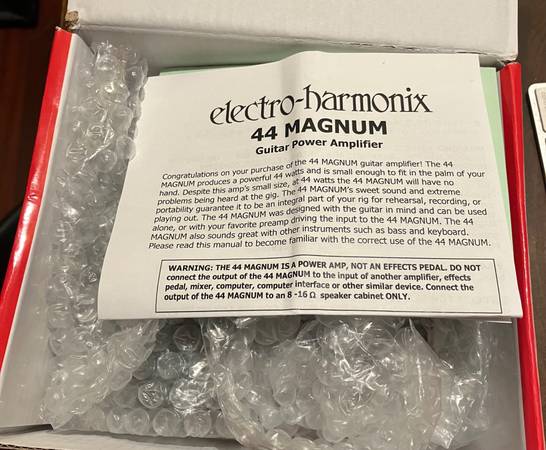 electro-harmonix
44 MAGNUM
Guitar Power Amplifier
Congratulations on your purchase of the 44 MAGNUM guitar amplifier! The 44
MAGNUM produces a powerful 44 watts and is small enough to fit in the palm of your
hand. Despite this amp's small size, at 44 watts the 44 MAGNUM will have no
problems being heard at the gig. The 44 MAGNUM's sweet sound and extreme
portability guarantee it to be an integral part of your rig for rehearsal, recording, or
playing out. The 44 MAGNUM was designed with the guitar in mind and can be used
alone, or with your favorite preamp driving the input to the 44 MAGNUM. The 44
MAGNUM also sounds great with other instruments such as bass and keyboard.
Please read this manual to become familiar with the correct use of the 44 MAGNUM.
WARNING: THE 44 MAGNUM IS A POWER AMP, NOT AN EFFECTS PEDAL. DO NOT
connect the output of the 44 MAGNUM to the input of another amplifier, effects
pedal, mixer, computer, computer interface or other similar device. Connect the
output of the 44 MAGNUM to an 8 -16 Ω speaker cabinet ONLY.